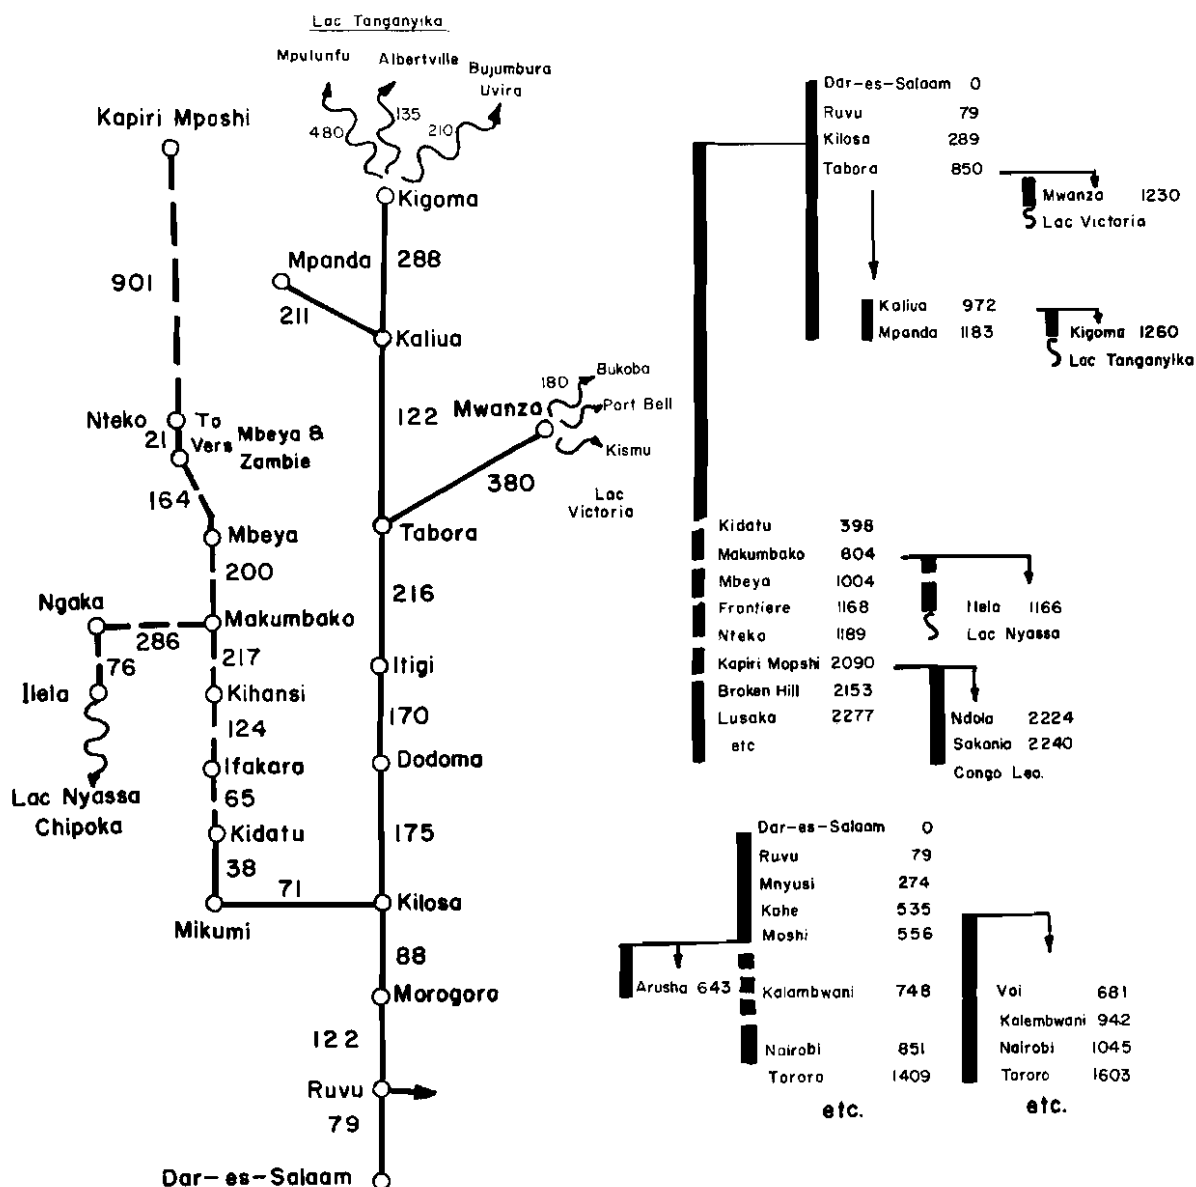 Lac Tanganyika
Mpulunfu
Albertville
Bujumbura
Uvira
480
135
210
Kapiri Mposhi
Kigoma
901
Mpanda
288
211
Kaliua
Nteko
21
To
Vers
Mbeya &
Zambie
122
Mwanza
180
Bukoba
Port Bell
Kismu
380
Lac
Victoria
164
Mbeya
Tabora
200
216
Ngaka
286
Makumbako
76
217
Ilela
Kihansi
Itigi
124
170
Ifakara
Dodoma
Lac Nyassa
Chipoka
65
Kidatu
175
38
71
Mikumi
Kilosa
88
Morogoro
122
Ruvu
79
Dar-es-Salaam
Dar-es-Salaam 0
Ruvu 79
Kilosa 289
Tabora 850
Mwanza 1230
Lac Victoria
Kaliua 972
Mpanda 1183
Kigoma 1260
Lac Tanganyika
Kidatu 398
Makumbako 804
Mbeya 1004
Frontiere 1168
Nteko 1189
Kapiri Mopshi 2090
Broken Hill 2153
Lusaka 2277
etc
Ilela 1166
Lac Nyassa
Ndola 2224
Sakania 2240
Congo Leo.
Dar-es-Salaam 0
Ruvu 79
Mnyusi 274
Kahe 535
Moshi 556
Arusha 643
Kalambwani 748
Nairobi 851
Tororo 1409
etc.
Voi 681
Kalembwani 942
Nairobi 1045
Tororo 1603
etc.